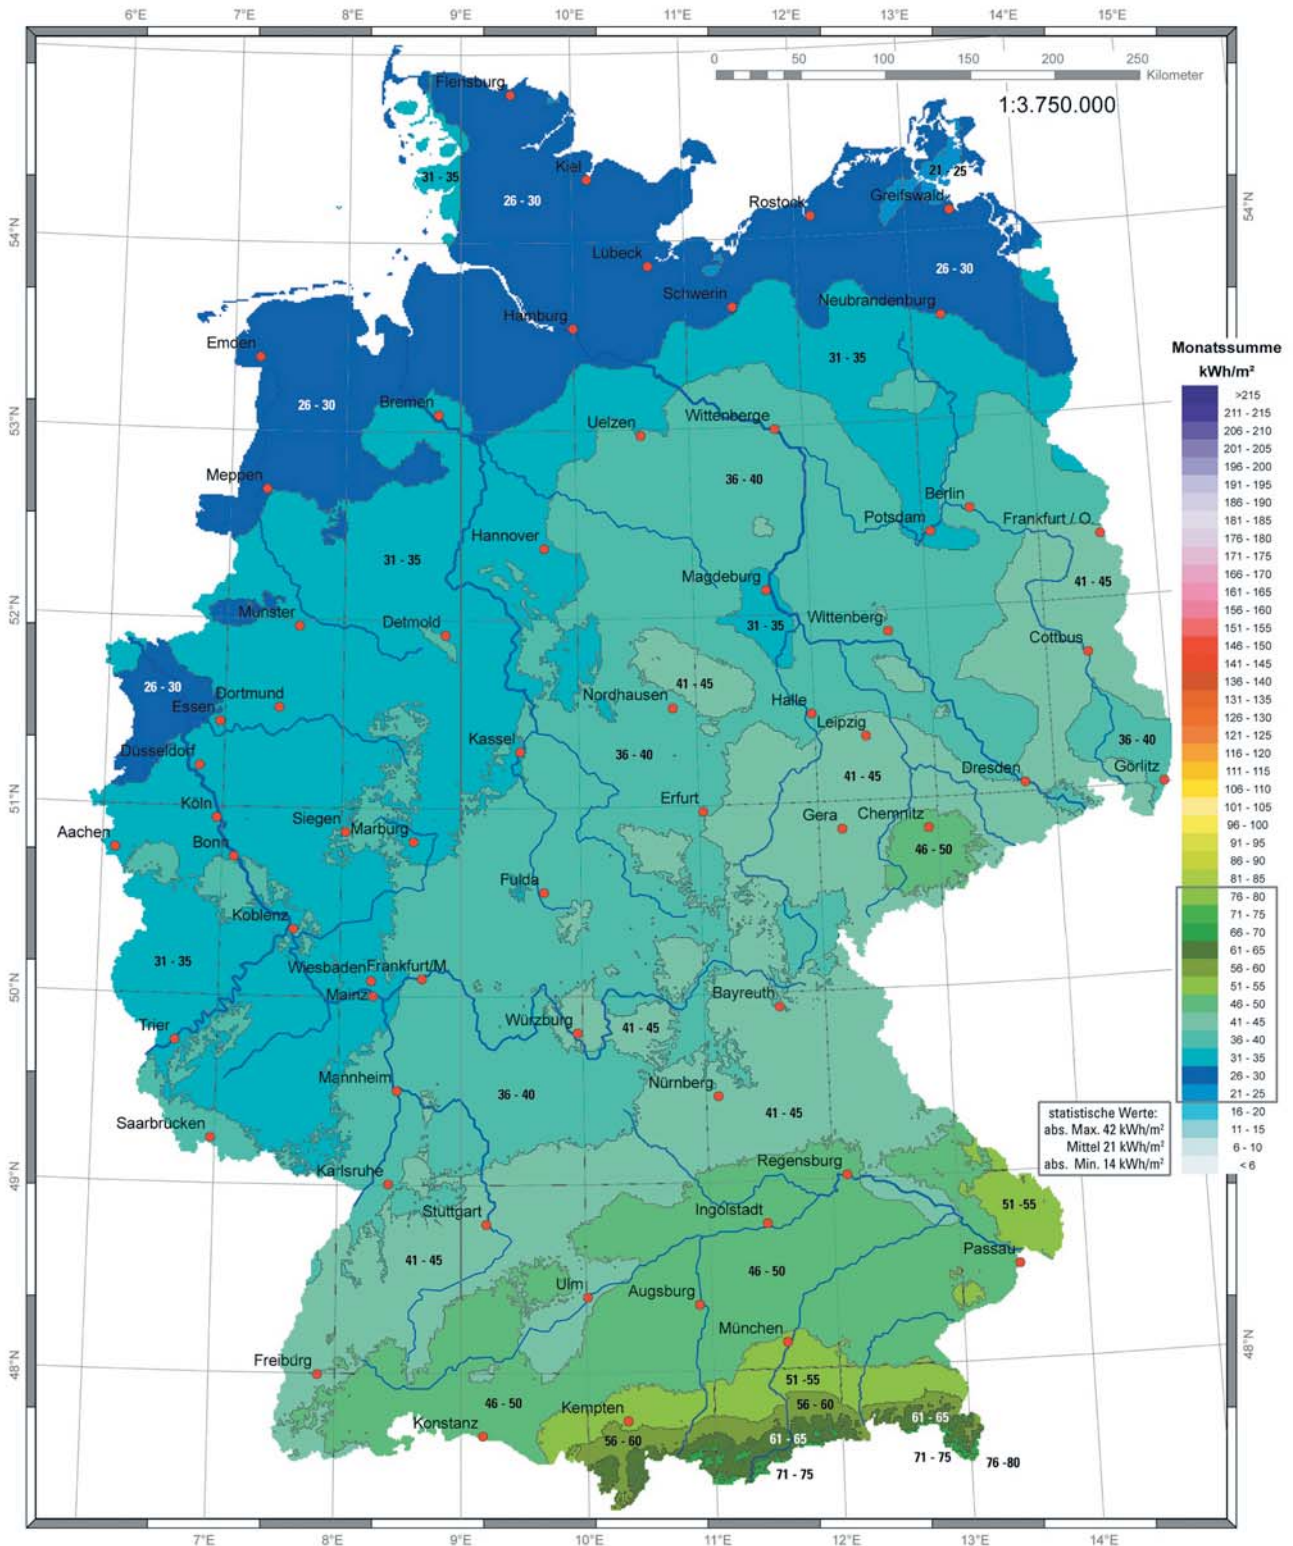 6°E 7°E 8°E 9°E 10°E 11°E 12°E 13°E 14°E 15°E
0 50 100 150 200 250 Kilometer
1:3.750.000
Flensburg
31 - 35
Kiel
26 - 30
21 - 25
Greifswald
Rostock
54°N
54°N
Lübeck
26 - 30
Schwerin
Neubrandenburg
Hamburg
Emden
31 - 35
26 - 30
Bremen
53°N
Uelzen
Wittenberge
Meppen
36 - 40
Berlin
Potsdam
Frankfurt / O.
Hannover
31 - 35
Magdeburg
41 - 45
52°N
Münster
Detmold
31 - 35
Wittenberg
Cottbus
26 - 30
Dortmund
Essen
41 - 45
Nordhausen
Halle
Leipzig
Düsseldorf
Kassel
36 - 40
41 - 45
36 - 40
Dresden
Görlitz
51°N
Köln
Erfurt
Aachen
Siegen
Marburg
Gera
Chemnitz
Bonn
46 - 50
Fulda
Koblenz
31 - 35
Wiesbaden
Frankfurt/M.
50°N
Mainz
Bayreuth
Trier
Würzburg
41 - 45
Mannheim
36 - 40
Nürnberg
41 - 45
Saarbrücken
49°N
Karlsruhe
Regensburg
Stuttgart
Ingolstadt
51 -55
Passau
41 - 45
46 - 50
Ulm
Augsburg
München
48°N
48°N
Freiburg
51 -55
46 - 50
Kempten
56 - 60
61 - 65
Konstanz
56 - 60
61 - 65
71 - 75
76 -80
71 - 75
7°E 8°E 9°E 10°E 11°E 12°E 13°E 14°E
Monatssumme
kWh/m²
>215
211 - 215
206 - 210
201 - 205
196 - 200
191 - 195
186 - 190
181 - 185
176 - 180
171 - 175
166 - 170
161 - 165
156 - 160
151 - 155
146 - 150
141 - 145
136 - 140
131 - 135
126 - 130
121 - 125
116 - 120
111 - 115
106 - 110
101 - 105
96 - 100
91 - 95
86 - 90
81 - 85
76 - 80
71 - 75
66 - 70
61 - 65
56 - 60
51 - 55
46 - 50
41 - 45
36 - 40
31 - 35
26 - 30
21 - 25
16 - 20
11 - 15
6 - 10
< 6
statistische Werte:
abs. Max. 42 kWh/m²
Mittel 21 kWh/m²
abs. Min. 14 kWh/m²